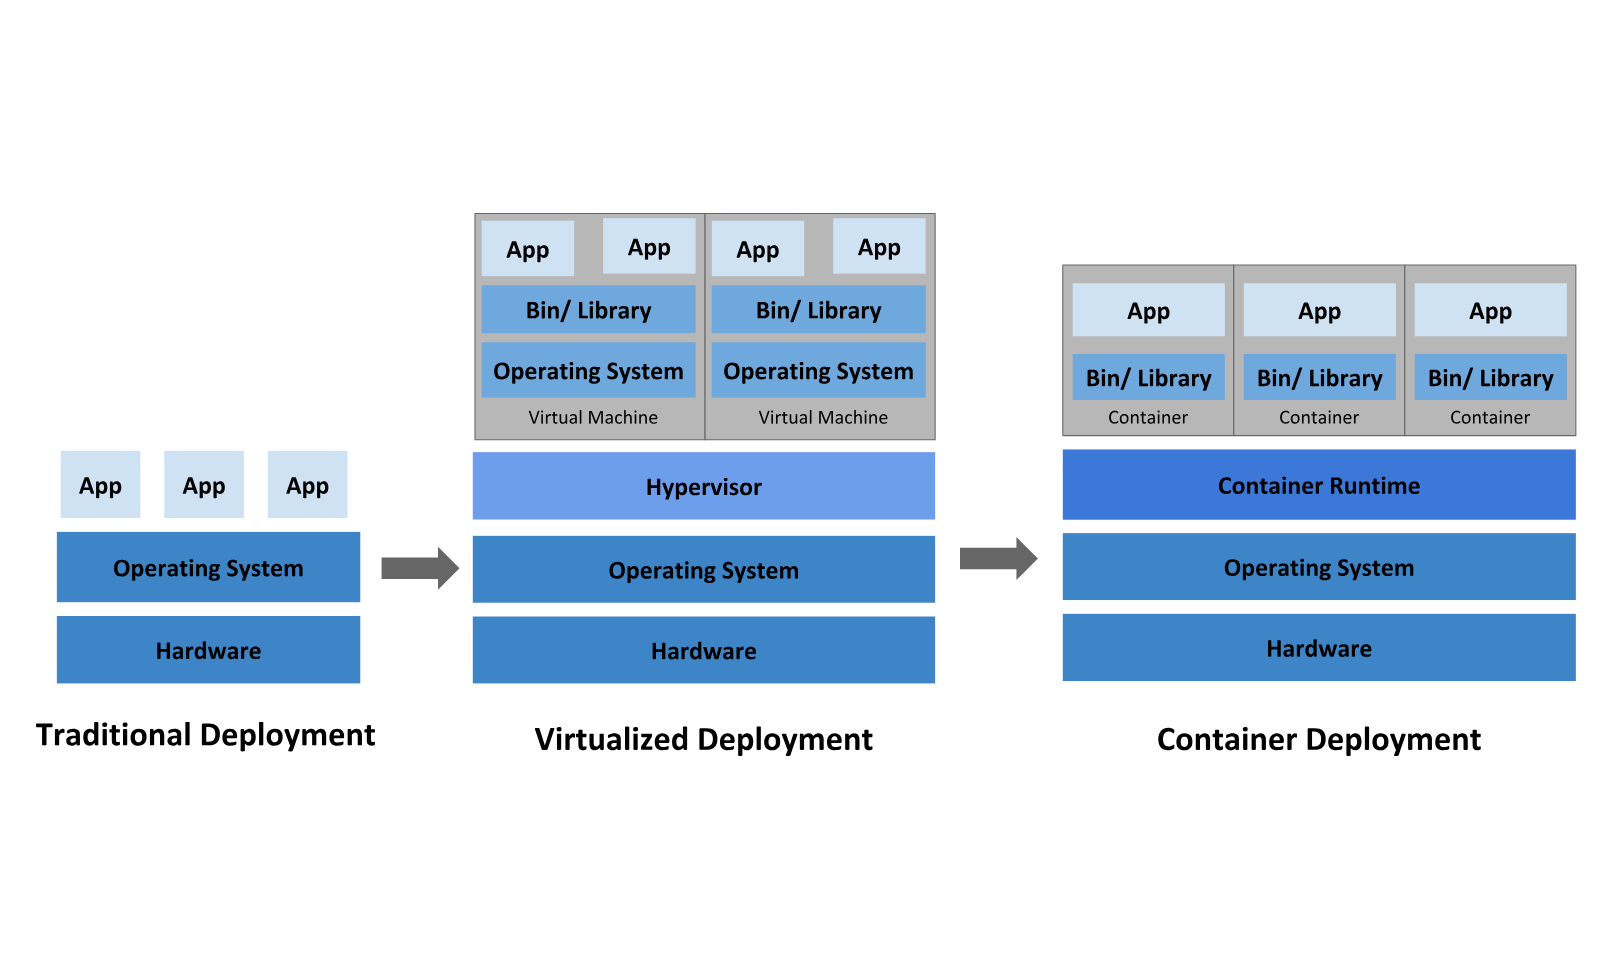 App App App
Operating System
Hardware
Traditional Deployment
App App App App
Bin/ Library Bin/ Library
Operating System Operating System
Virtual Machine Virtual Machine
Hypervisor
Operating System
Hardware
Virtualized Deployment
App App App
Bin/ Library Bin/ Library Bin/ Library
Container Container Container
Container Runtime
Operating System
Hardware
Container Deployment